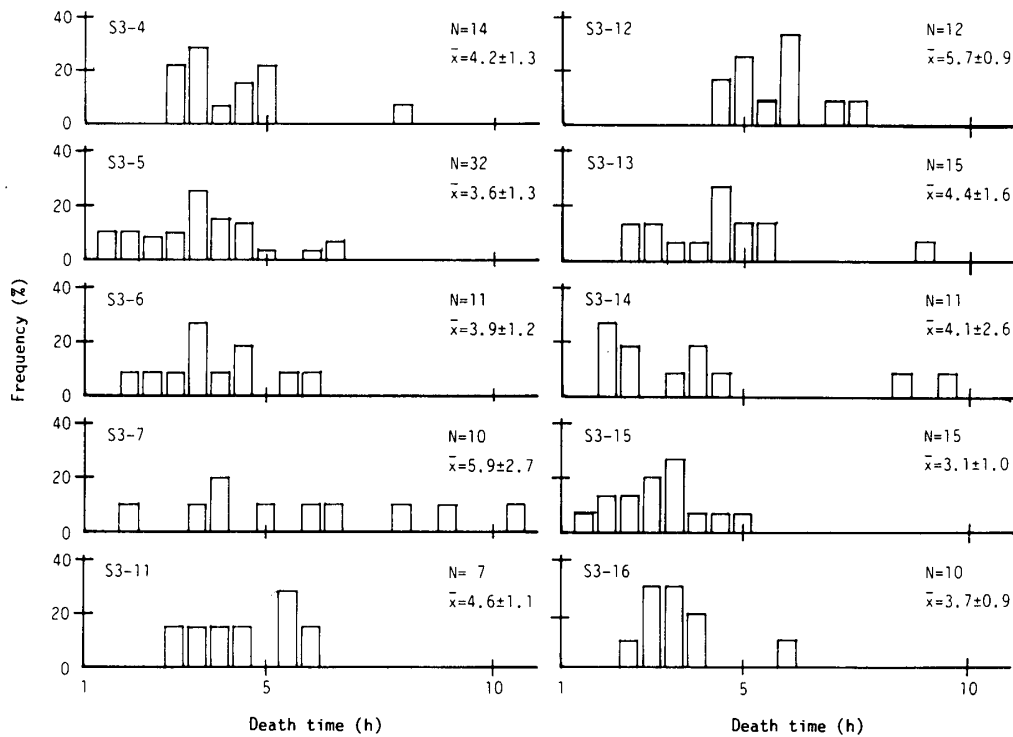 40
20
0
S3-4
N=14
x̄=4.2±1.3
S3-12
N=12
x̄=5.7±0.9
40
20
0
S3-5
N=32
x̄=3.6±1.3
S3-13
N=15
x̄=4.4±1.6
Frequency (%)
40
20
0
S3-6
N=11
x̄=3.9±1.2
S3-14
N=11
x̄=4.1±2.6
40
20
0
S3-7
N=10
x̄=5.9±2.7
S3-15
N=15
x̄=3.1±1.0
40
20
0
S3-11
N= 7
x̄=4.6±1.1
S3-16
N=10
x̄=3.7±0.9
1 5 10
1 5 10
Death time (h)
Death time (h)